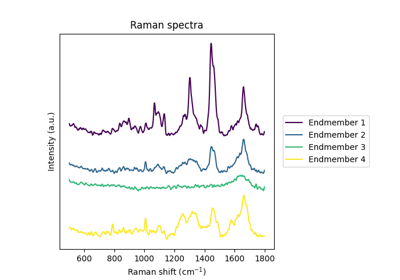 Raman spectra
Intensity (a.u.)
Endmember 1
Endmember 2
Endmember 3
Endmember 4
600 800 1000 1200 1400 1600 1800
Raman shift (cm⁻¹)